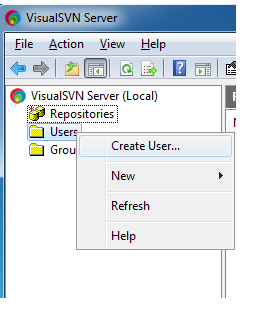 VisualSVN Server
File Action View Help
VisualSVN Server (Local)
Repositories
Users
Grou
Create User...
New
Refresh
Help